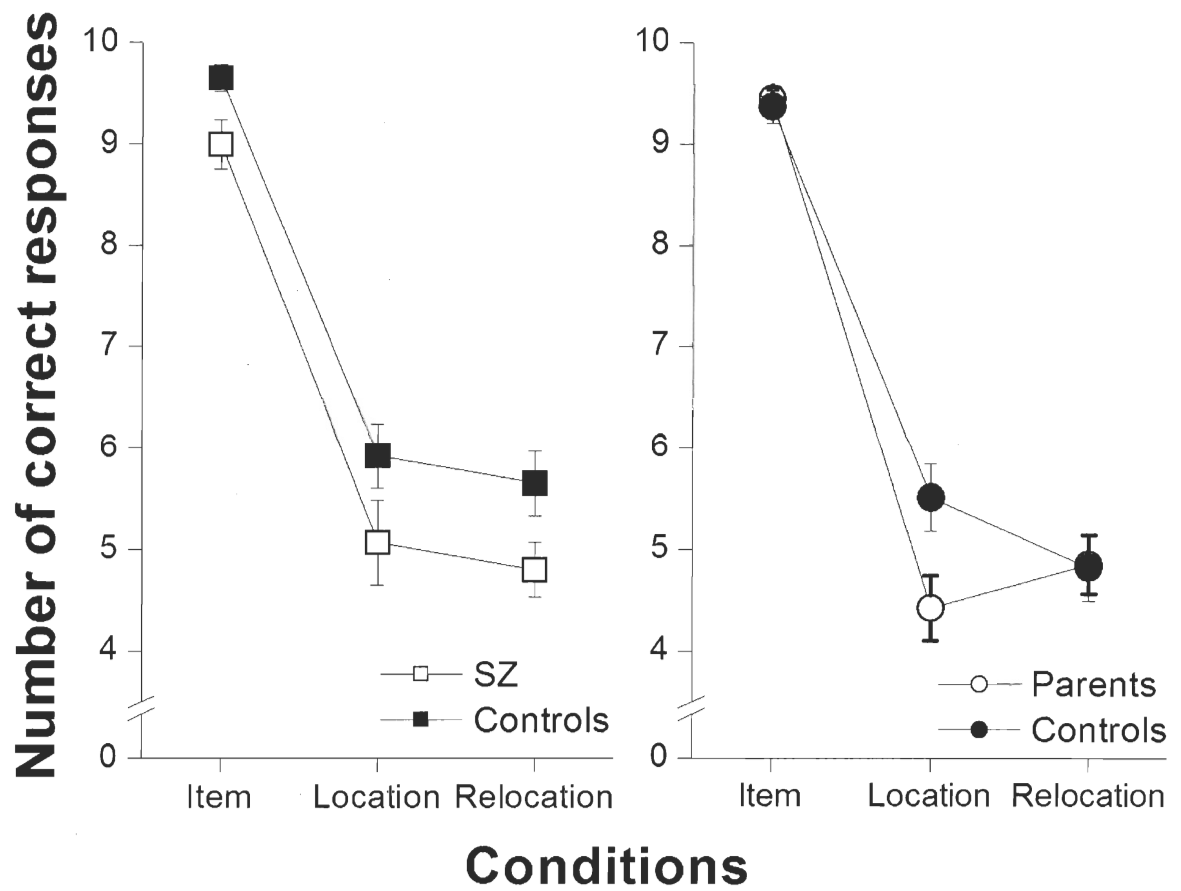 Number of correct responses
10
9
8
7
6
5
4
0
SZ
Controls
Item Location Relocation
10
9
8
7
6
5
4
0
Parents
Controls
Item Location Relocation
Conditions